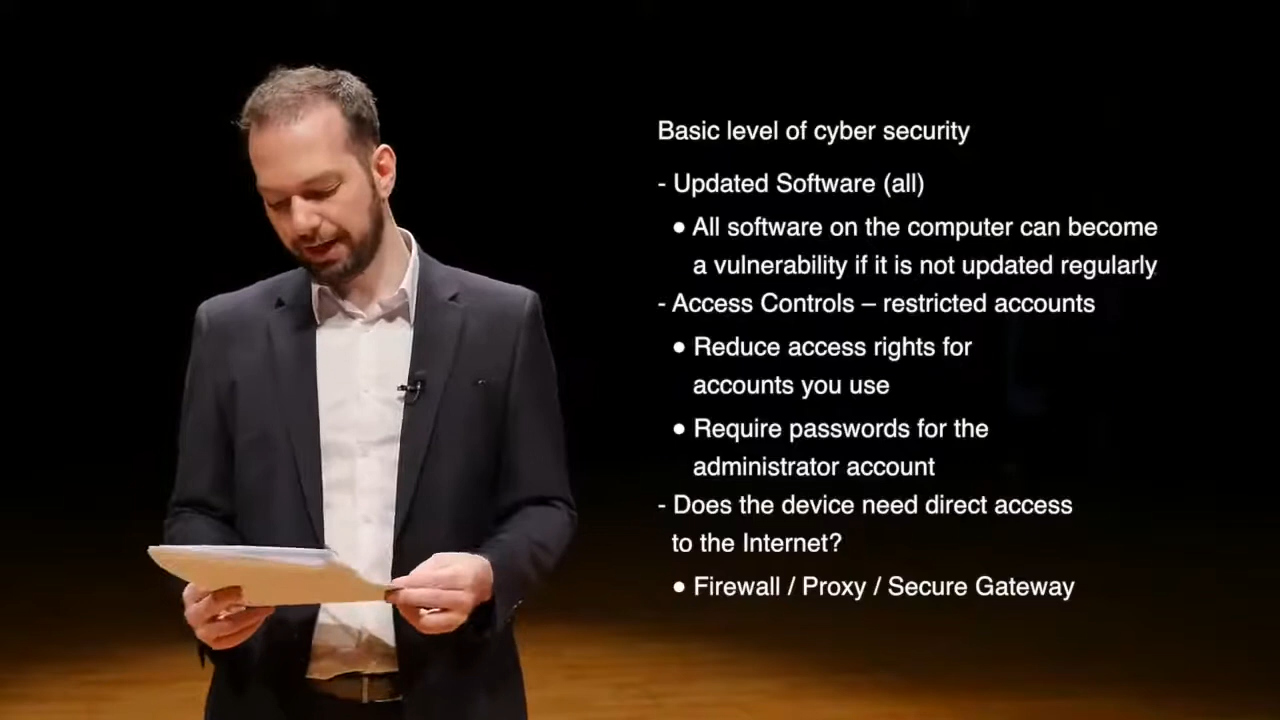 Basic level of cyber security
- Updated Software (all)
● All software on the computer can become
a vulnerability if it is not updated regularly
- Access Controls – restricted accounts
● Reduce access rights for
accounts you use
● Require passwords for the
administrator account
- Does the device need direct access
to the Internet?
● Firewall / Proxy / Secure Gateway